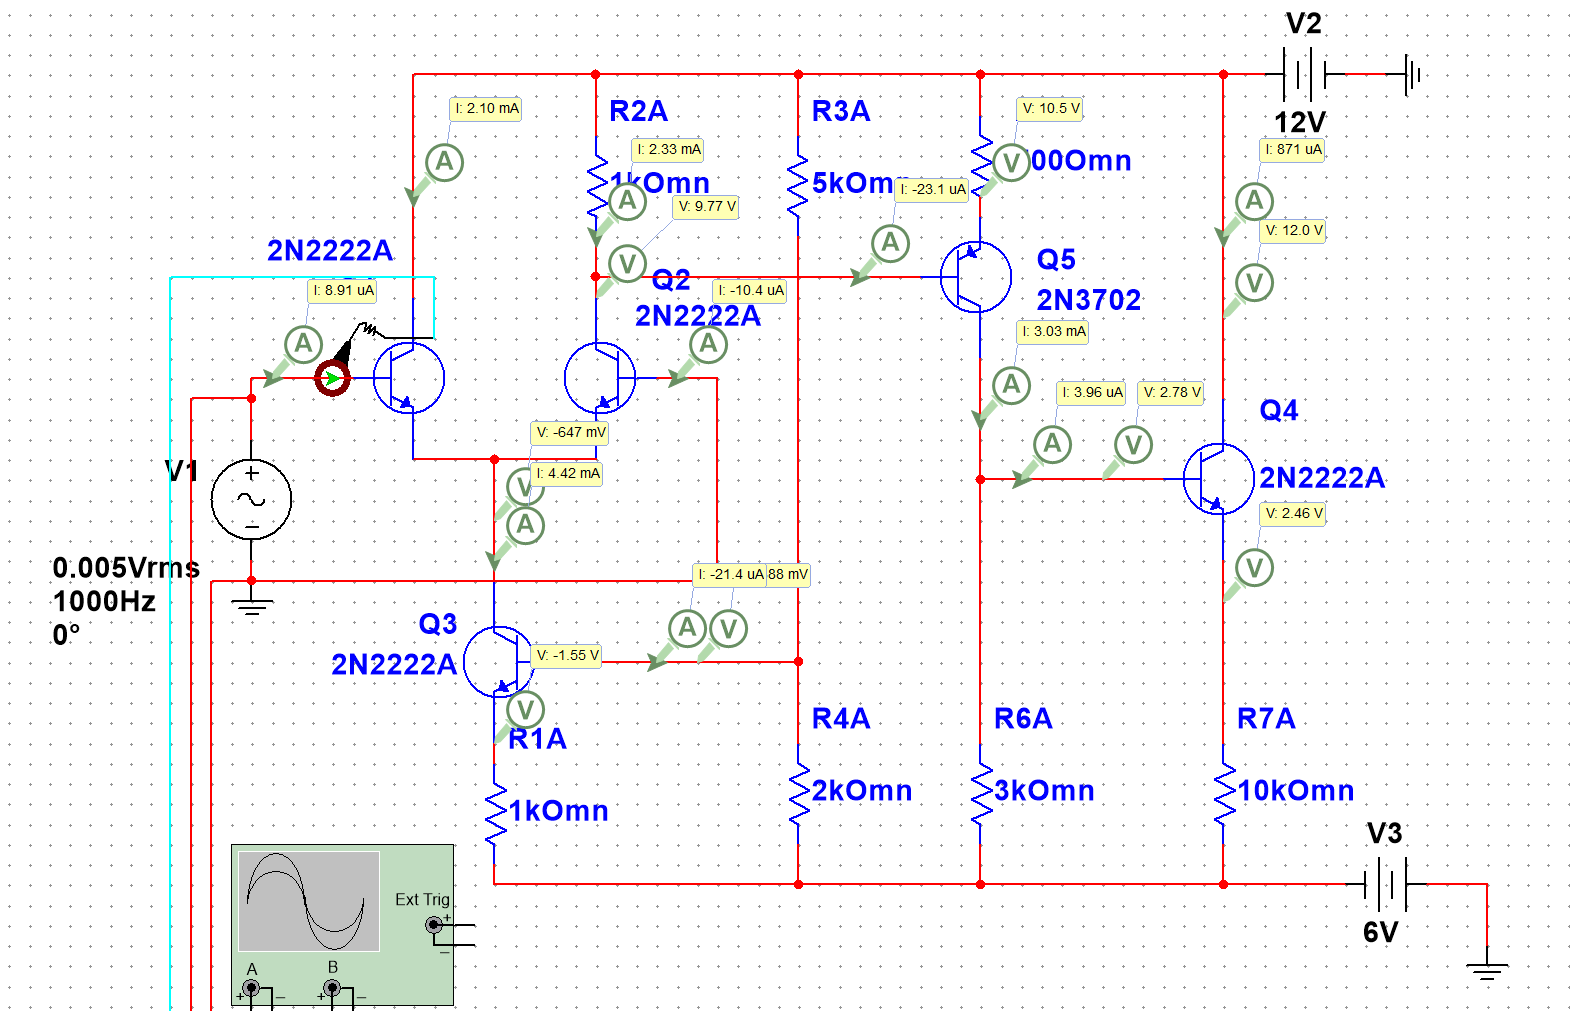 V2
12V
I: 2.10 mA
R2A
R3A
V: 10.5 V
I: 2.33 mA
1kOmn
5kOmn
00Omn
I: 871 uA
A
V
A
A
V: 9.77 V
I: -23.1 uA
V: 12.0 V
2N2222A
A
V
Q2
Q5
V
I: 8.91 uA
I: -10.4 uA
2N2222A
2N3702
I: 3.03 mA
A
A
A
I: 3.96 uA
V: 2.78 V
Q4
V: -647 mV
A
V
V1
I: 4.42 mA
2N2222A
V
A
V: 2.46 V
0.005Vrms
1000Hz
0°
I: -21.4 uA
88 mV
V
Q3
A
V
2N2222A
V: -1.55 V
V
R1A
R4A
R6A
R7A
1kOmn
2kOmn
3kOmn
10kOmn
V3
6V
Ext Trig
A
B